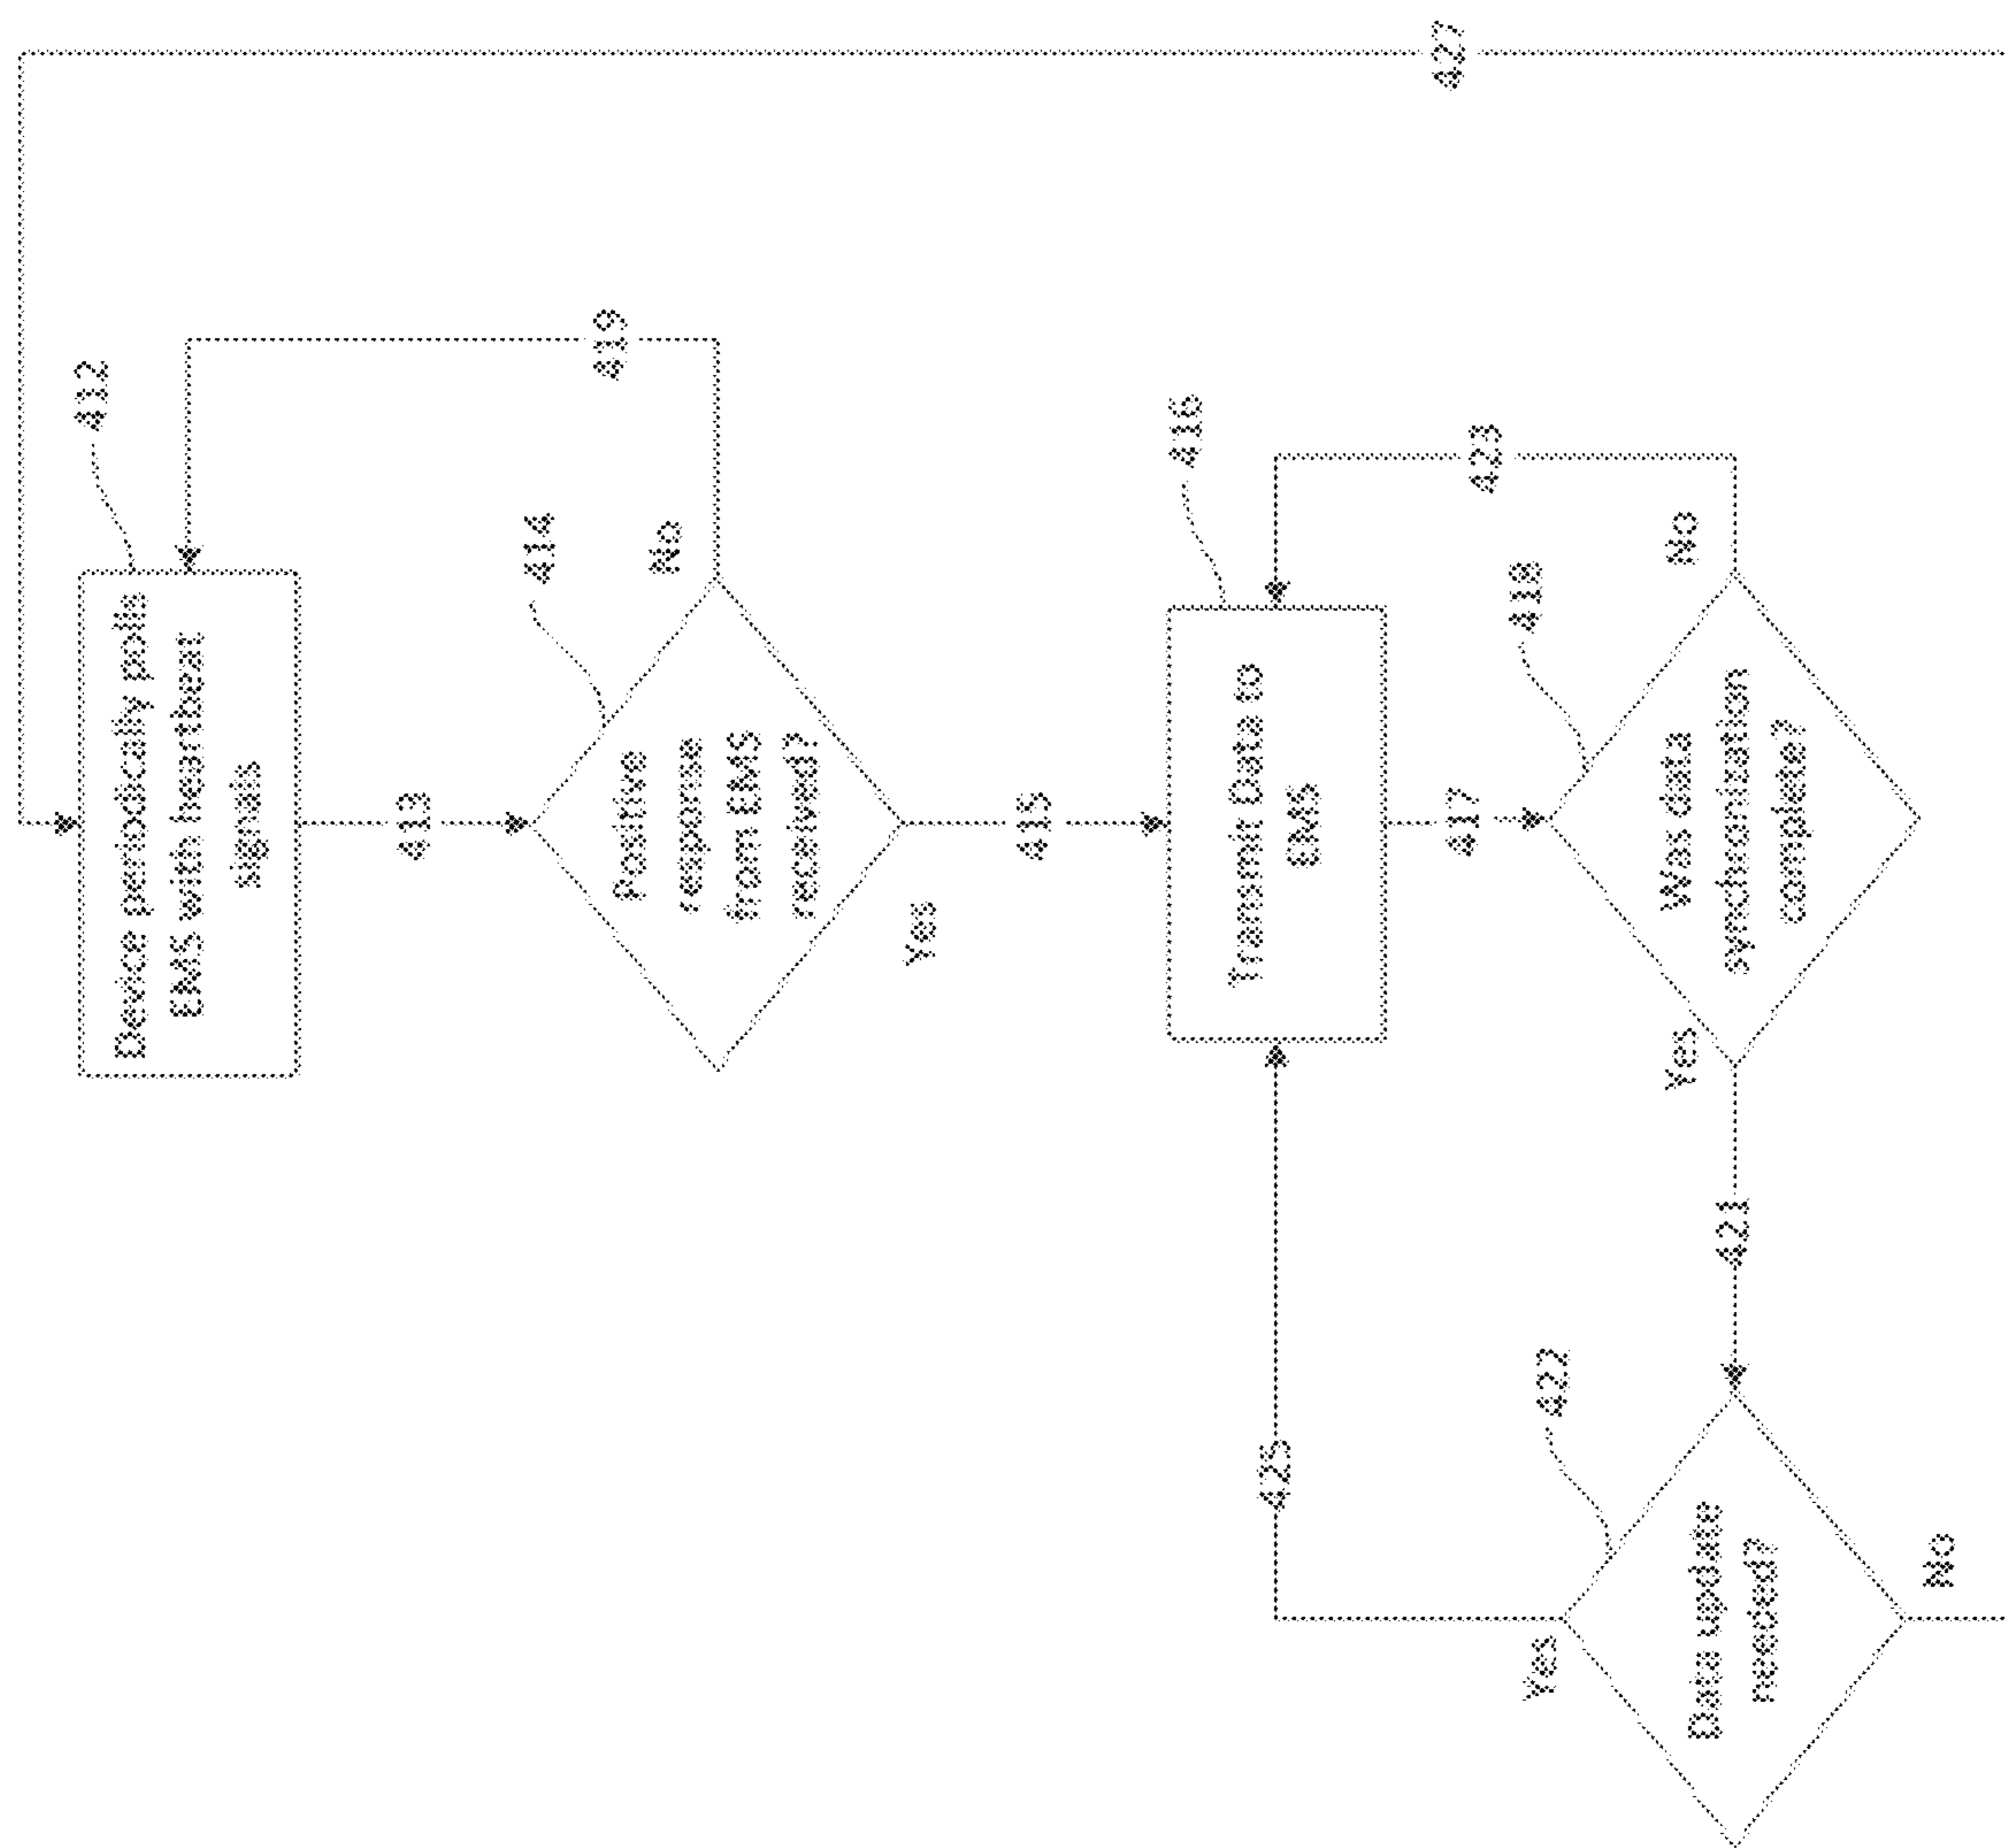 427
412
Device periodically polls
EMS with heartbeat
signals
419
413
414
Positive
response
from EMS
received?
No
Yes
415
416
Transmit Data to
EMS
423
417
418
Was data
synchronization
complete?
No
Yes
421
422
425
Data update
needed?
Yes
No